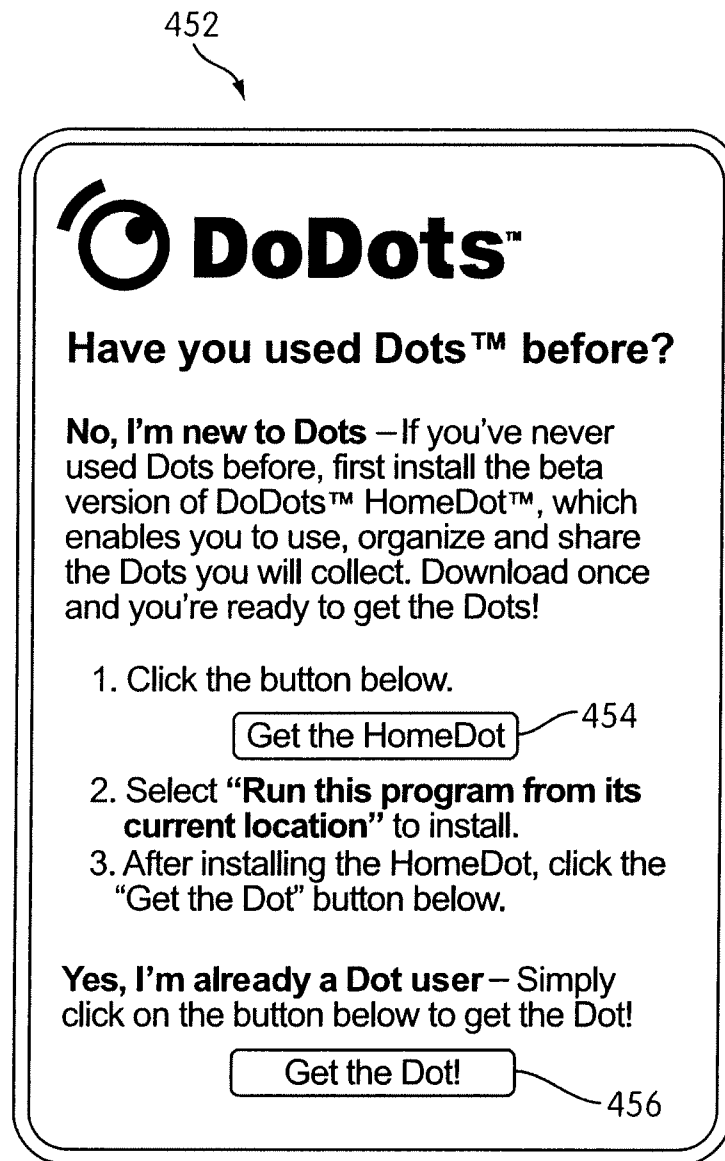 452
DoDots™
Have you used Dots™ before?
No, I'm new to Dots – If you've never
used Dots before, first install the beta
version of DoDots™ HomeDot™, which
enables you to use, organize and share
the Dots you will collect. Download once
and you're ready to get the Dots!
1. Click the button below.
Get the HomeDot 454
2. Select “Run this program from its
current location” to install.
3. After installing the HomeDot, click the
“Get the Dot” button below.
Yes, I'm already a Dot user – Simply
click on the button below to get the Dot!
Get the Dot!
456